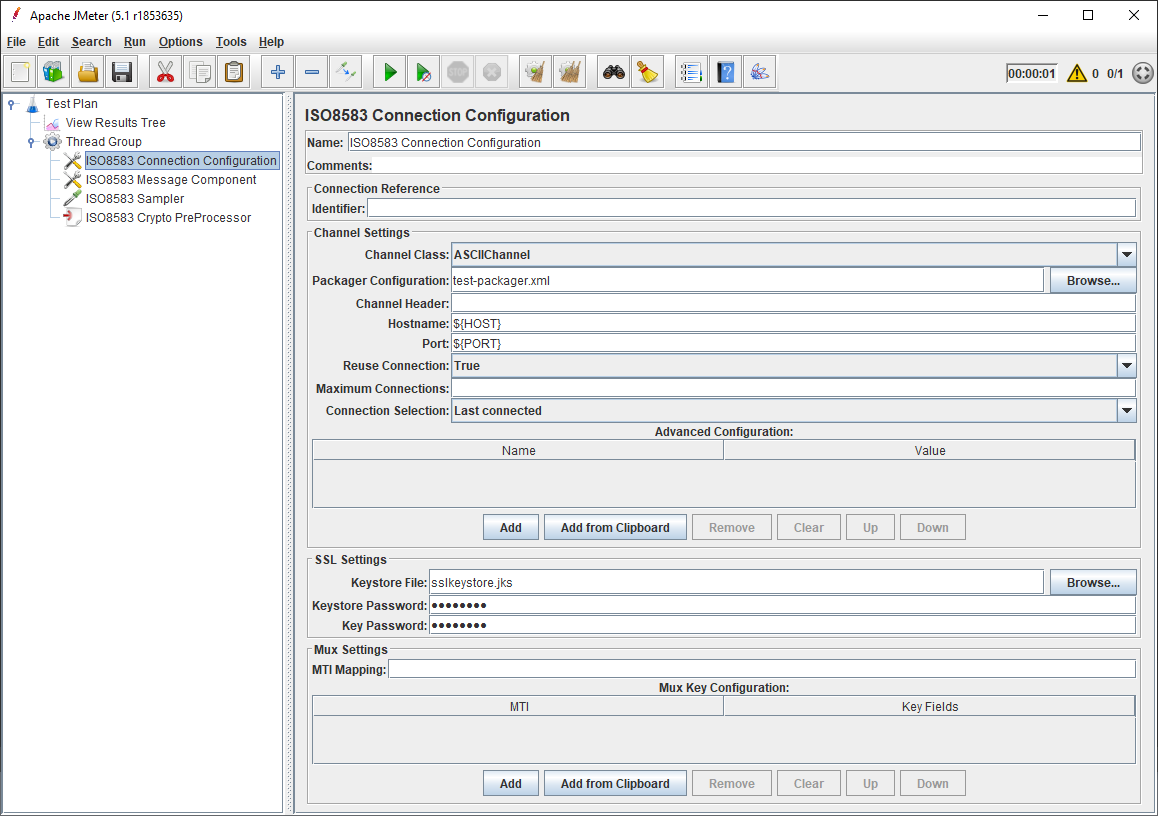 Apache JMeter (5.1 r1853635)
File Edit Search Run Options Tools Help
STOP 00:00:01 0 0/1
Test Plan
View Results Tree
Thread Group
ISO8583 Connection Configuration
ISO8583 Message Component
ISO8583 Sampler
ISO8583 Crypto PreProcessor
ISO8583 Connection Configuration
Name: ISO8583 Connection Configuration
Comments:
Connection Reference
Identifier:
Channel Settings
Channel Class: ASCIIChannel
Packager Configuration: test-packager.xml Browse...
Channel Header:
Hostname: ${HOST}
Port: ${PORT}
Reuse Connection: True
Maximum Connections:
Connection Selection: Last connected
Advanced Configuration:
Name Value
Add Add from Clipboard Remove Clear Up Down
SSL Settings
Keystore File: sslkeystore.jks Browse...
Keystore Password: ●●●●●●●●
Key Password: ●●●●●●●●
Mux Settings
MTI Mapping:
Mux Key Configuration:
MTI Key Fields
Add Add from Clipboard Remove Clear Up Down